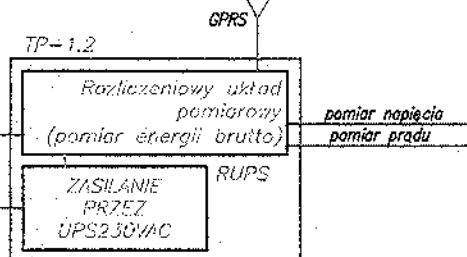 GPRS
TP-1.2
Rozliczeniowy układ
pomiarowy
(pomiar energii brutto)
pomiar napięcia
pomiar prądu
RUPS
ZASILANIE
PRZEZ
UPS230VAC